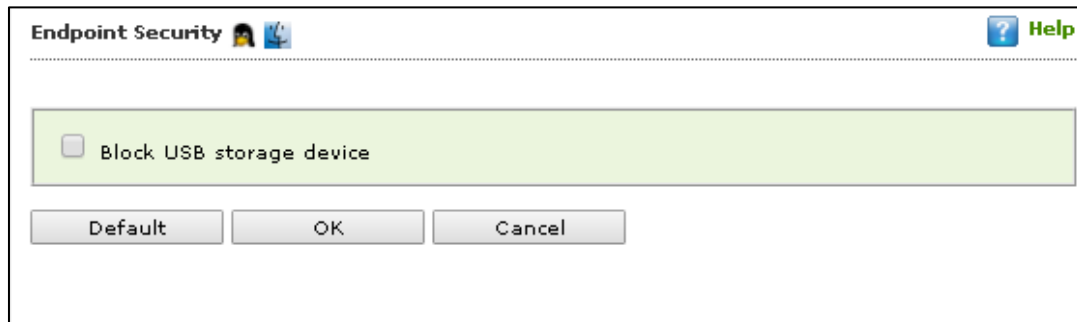 Endpoint Security
? Help
Block USB storage device
Default OK Cancel